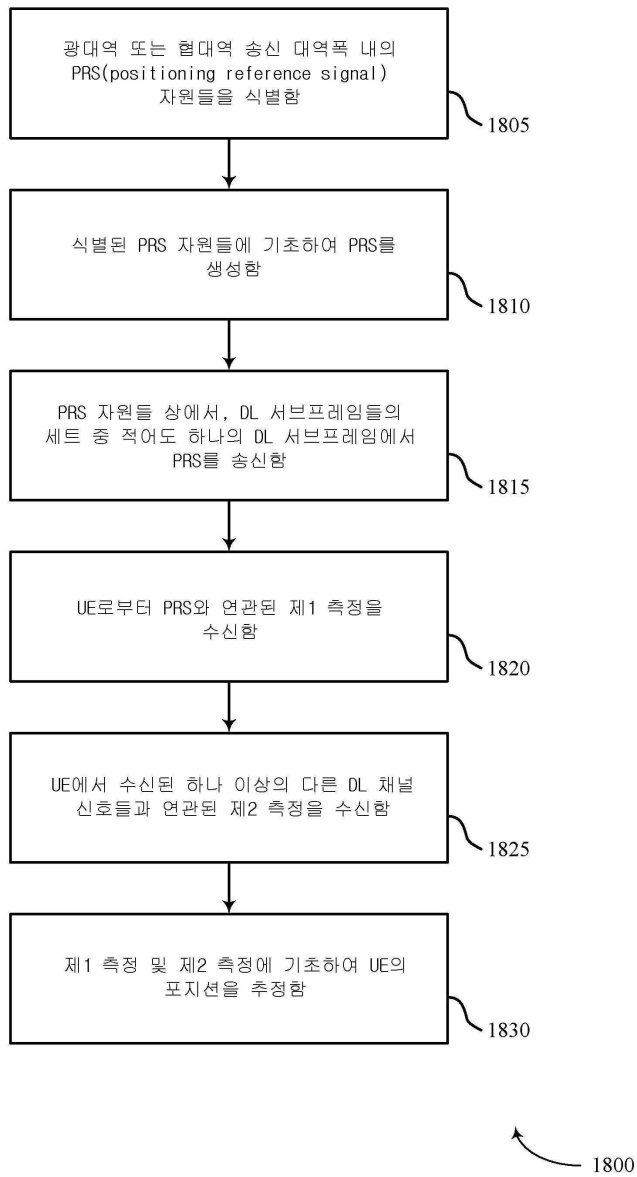 광대역 또는 협대역 송신 대역폭 내의
PRS(positioning reference signal)
자원들을 식별함
1805
식별된 PRS 자원들에 기초하여 PRS를
생성함
1810
PRS 자원들 상에서, DL 서브프레임들의
세트 중 적어도 하나의 DL 서브프레임에서
PRS를 송신함
1815
UE로부터 PRS와 연관된 제1 측정을
수신함
1820
UE에서 수신된 하나 이상의 다른 DL 채널
신호들과 연관된 제2 측정을 수신함
1825
제1 측정 및 제2 측정에 기초하여 UE의
포지션을 추정함
1830
1800